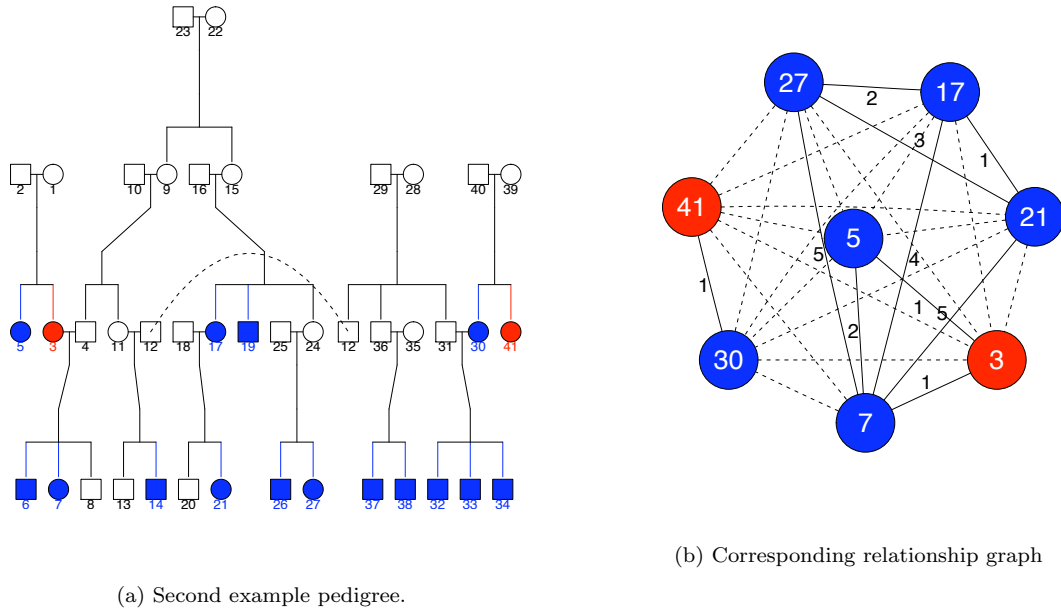 23 22
2 1 10 9 16 15 29 28 40 39
5 3 4 11 12 18 17 19 25 24 12 36 35 31 30 41
6 7 8 13 14 20 21 26 27 37 38 32 33 34
(a) Second example pedigree.
27 17
2
3 1
41 21
5
5 4
1 1 5
2
30 3
1
7
(b) Corresponding relationship graph